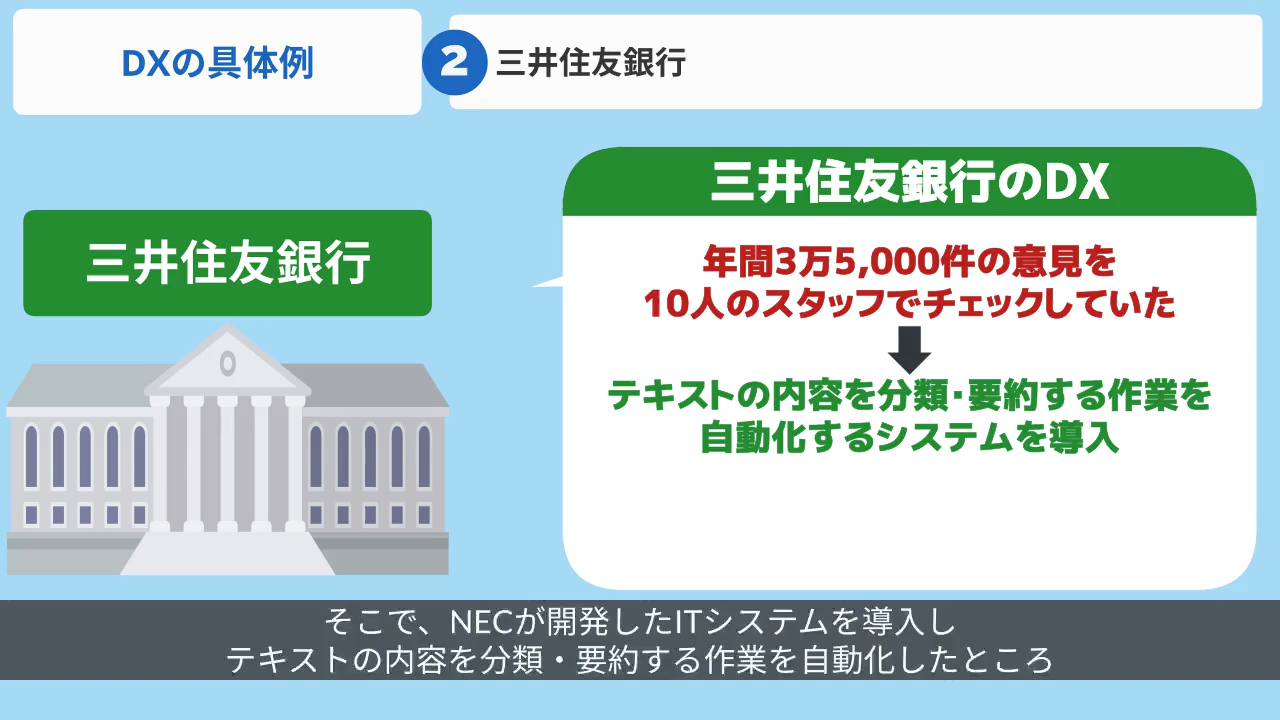 DXの具体例
2
三井住友銀行
三井住友銀行
三井住友銀行のDX
年間3万5,000件の意見を
10人のスタッフでチェックしていた
テキストの内容を分類・要約する作業を
自動化するシステムを導入
そこで、NECが開発したITシステムを導入し
テキストの内容を分類・要約する作業を自動化したところ